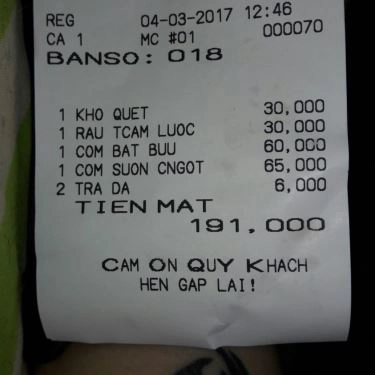 REG 04-03-2017 12:46
CA 1 MC #01 000070
BANSO: 018
1 KHO QUET 30,000
1 RAU TCAM LUOC 30,000
1 COM BAT BUU 60,000
1 COM SUON CNGOT 65,000
2 TRA DA 6,000
TIEN MAT
191.000
CAM ON QUY KHACH
HEN GAP LAI!